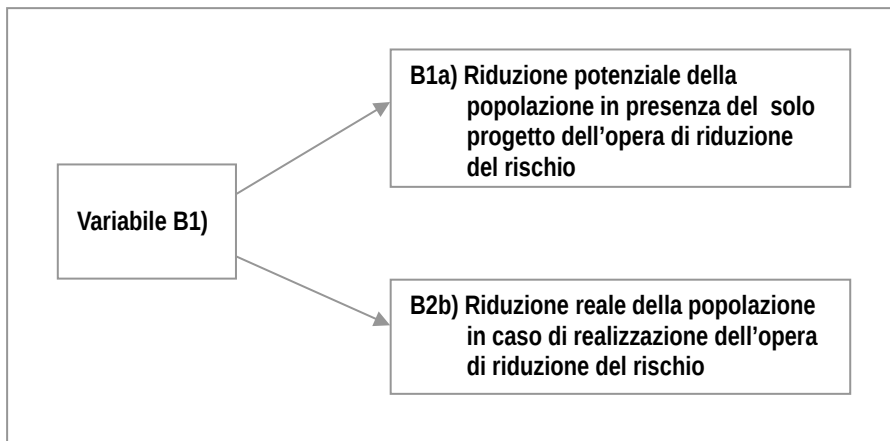 B1a) Riduzione potenziale della
popolazione in presenza del solo
progetto dell’opera di riduzione
del rischio
Variabile B1)
B2b) Riduzione reale della popolazione
in caso di realizzazione dell’opera
di riduzione del rischio